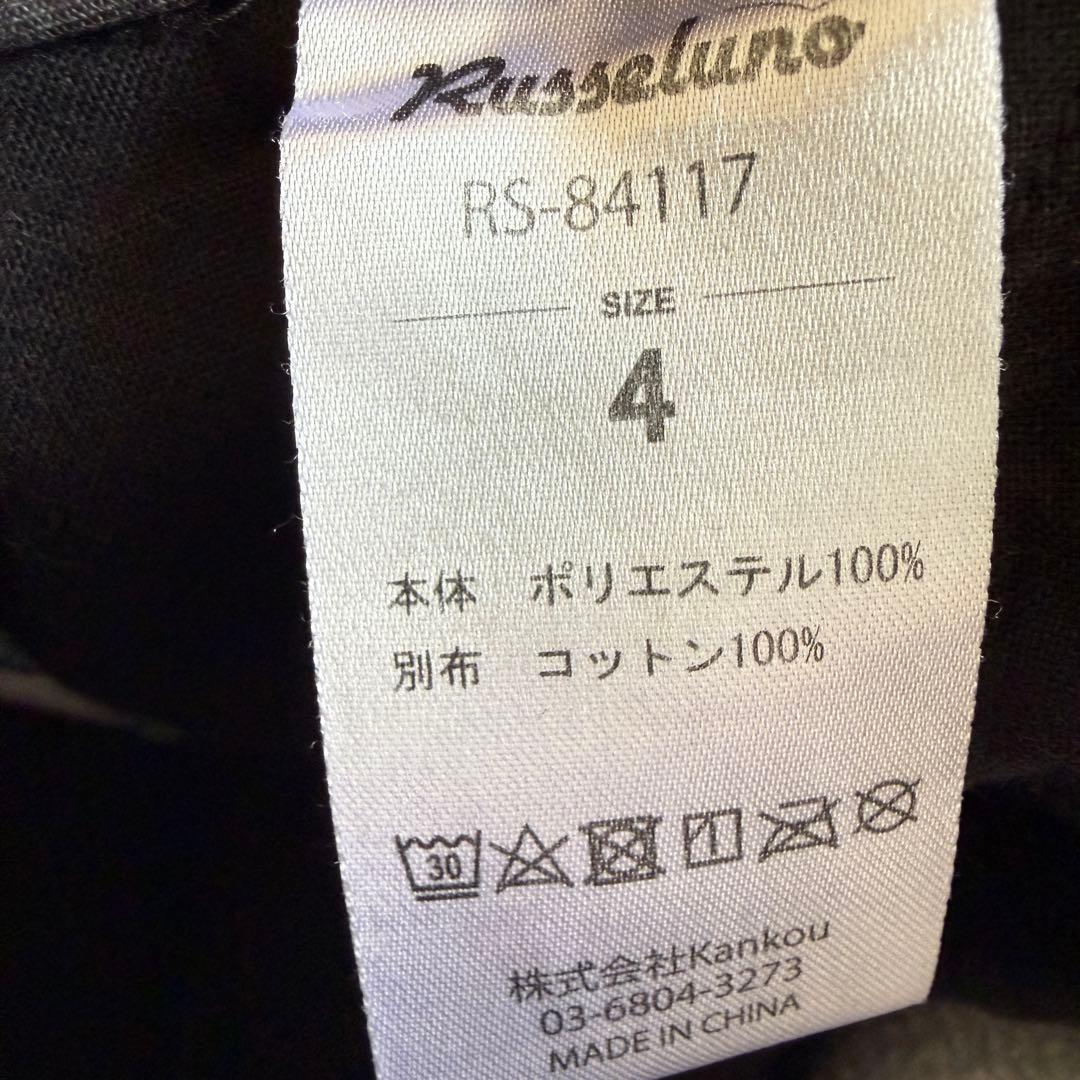 Russeluno
RS-84117
SIZE
4
本体 ポリエステル100%
別布 コットン100%
30
株式会社Kankou
03-6804-3273
MADE IN CHINA